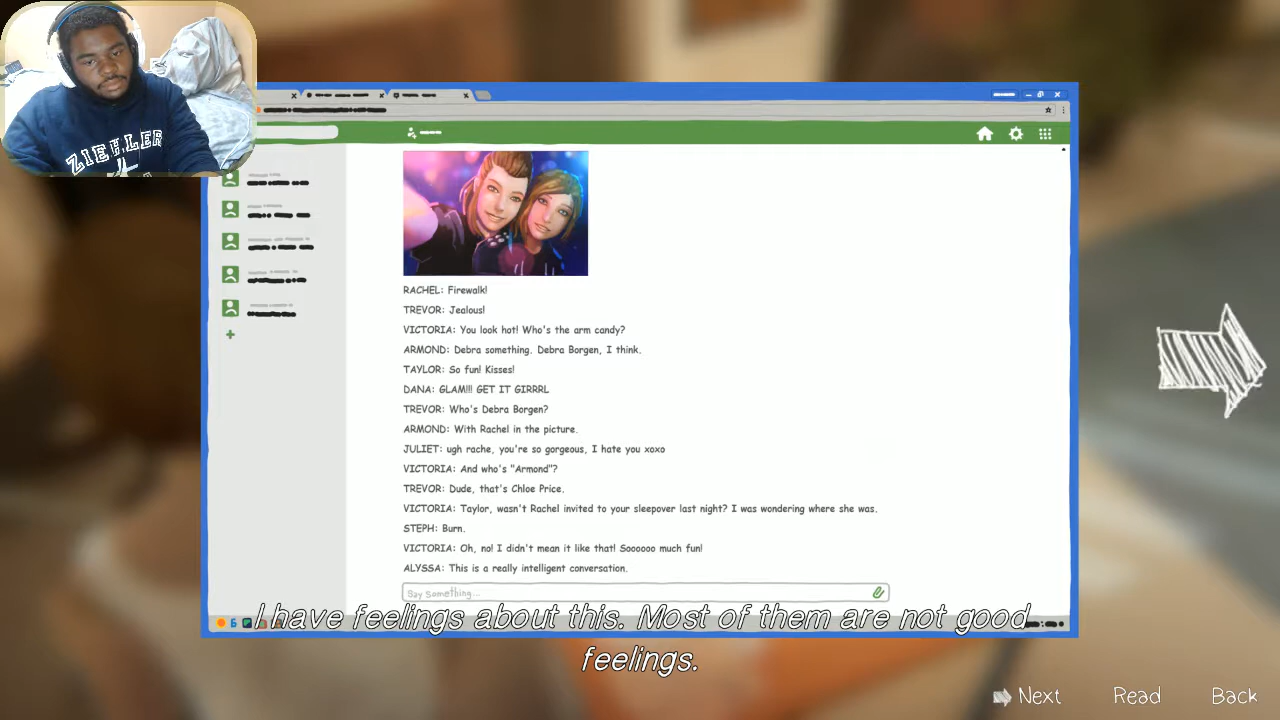 ZIEHLER
RACHEL: Firewalk!
TREVOR: Jealous!
VICTORIA: You look hot! Who's the arm candy?
ARMOND: Debra something. Debra Borgen, I think.
TAYLOR: So fun! Kisses!
DANA: GLAM!!! GET IT GIRRRL
TREVOR: Who's Debra Borgen?
ARMOND: With Rachel in the picture.
JULIET: ugh rache, you're so gorgeous, I hate you xoxo
VICTORIA: And who's "Armond"?
TREVOR: Dude, that's Chloe Price.
VICTORIA: Taylor, wasn't Rachel invited to your sleepover last night? I was wondering where she was.
STEPH: Burn.
VICTORIA: Oh, no! I didn't mean it like that! Soooooo much fun!
ALYSSA: This is a really intelligent conversation.
Say Something...
I have feelings about this. Most of them are not good
feelings.
Next Read Back